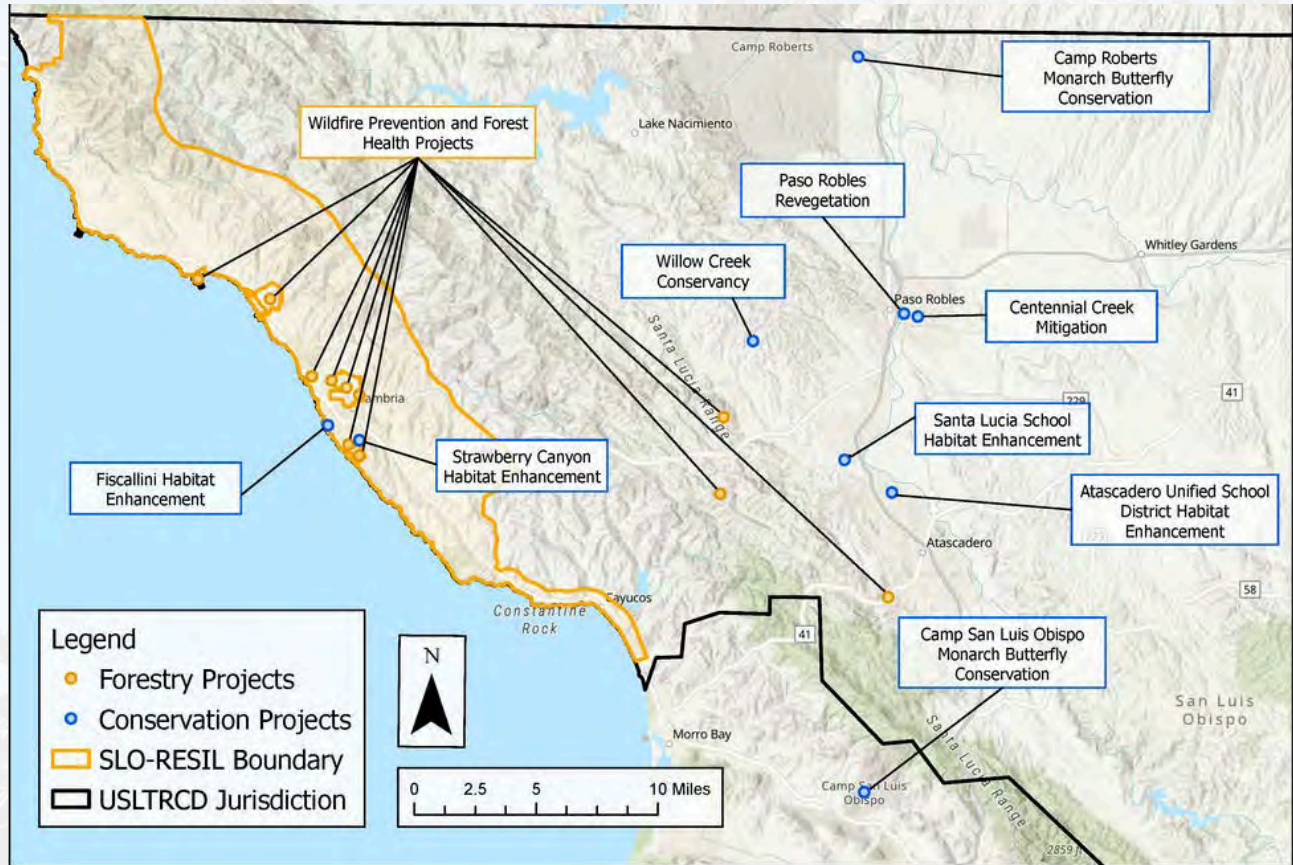 Camp Roberts
Camp Roberts
Monarch Butterfly
Conservation
Wildfire Prevention and Forest
Health Projects
Lake Nacimiento
Paso Robles
Revegetation
Whitley Gardens
Willow Creek
Conservancy
Paso Robles
Centennial Creek
Mitigation
Santa Lucia Range
41
229
ambria
Santa Lucia School
Habitat Enhancement
Strawberry Canyon
Habitat Enhancement
Fiscallini Habitat
Enhancement
Atascadero Unified School
District Habitat
Enhancement
Atascadero
58
Cayucos
Constantine
Rock
41
Camp San Luis Obispo
Monarch Butterfly
Conservation
San Luis
Obispo
Morro Bay
Santa Lucia Range
Camp San Luis
Obispo
2859 ft
Legend
Forestry Projects
Conservation Projects
SLO-RESIL Boundary
USLTRCD Jurisdiction
N
0 2.5 5 10 Miles